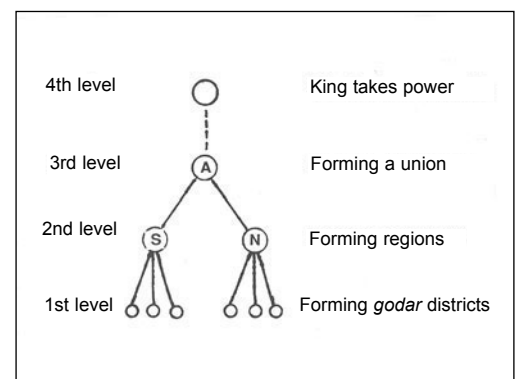 4th level King takes power
A
3rd level Forming a union
S N
2nd level Forming regions
1st level Forming godar districts